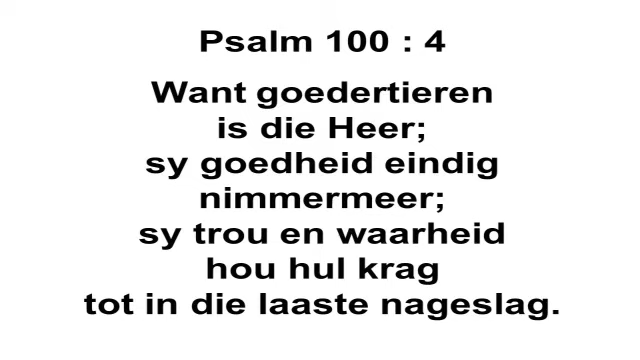 Psalm 100 : 4
Want goedertieren
is die Heer;
sy goedheid eindig
nimmermeer;
sy trou en waarheid
hou hul krag
tot in die laaste nageslag.